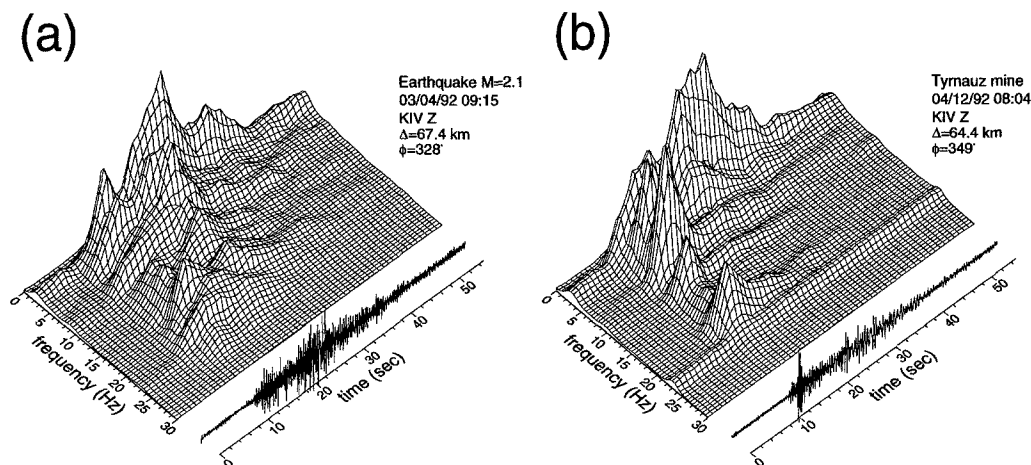 (a)
Earthquake M=2.1
03/04/92 09:15
KIV Z
Δ=67.4 km
φ=328°
0
5
10
15
20
25
30
frequency (Hz)
0
10
20
30
40
50
time (sec)
(b)
Tyrnauz mine
04/12/92 08:04
KIV Z
Δ=64.4 km
φ=349°
0
5
10
15
20
25
30
frequency (Hz)
0
10
20
30
40
50
time (sec)